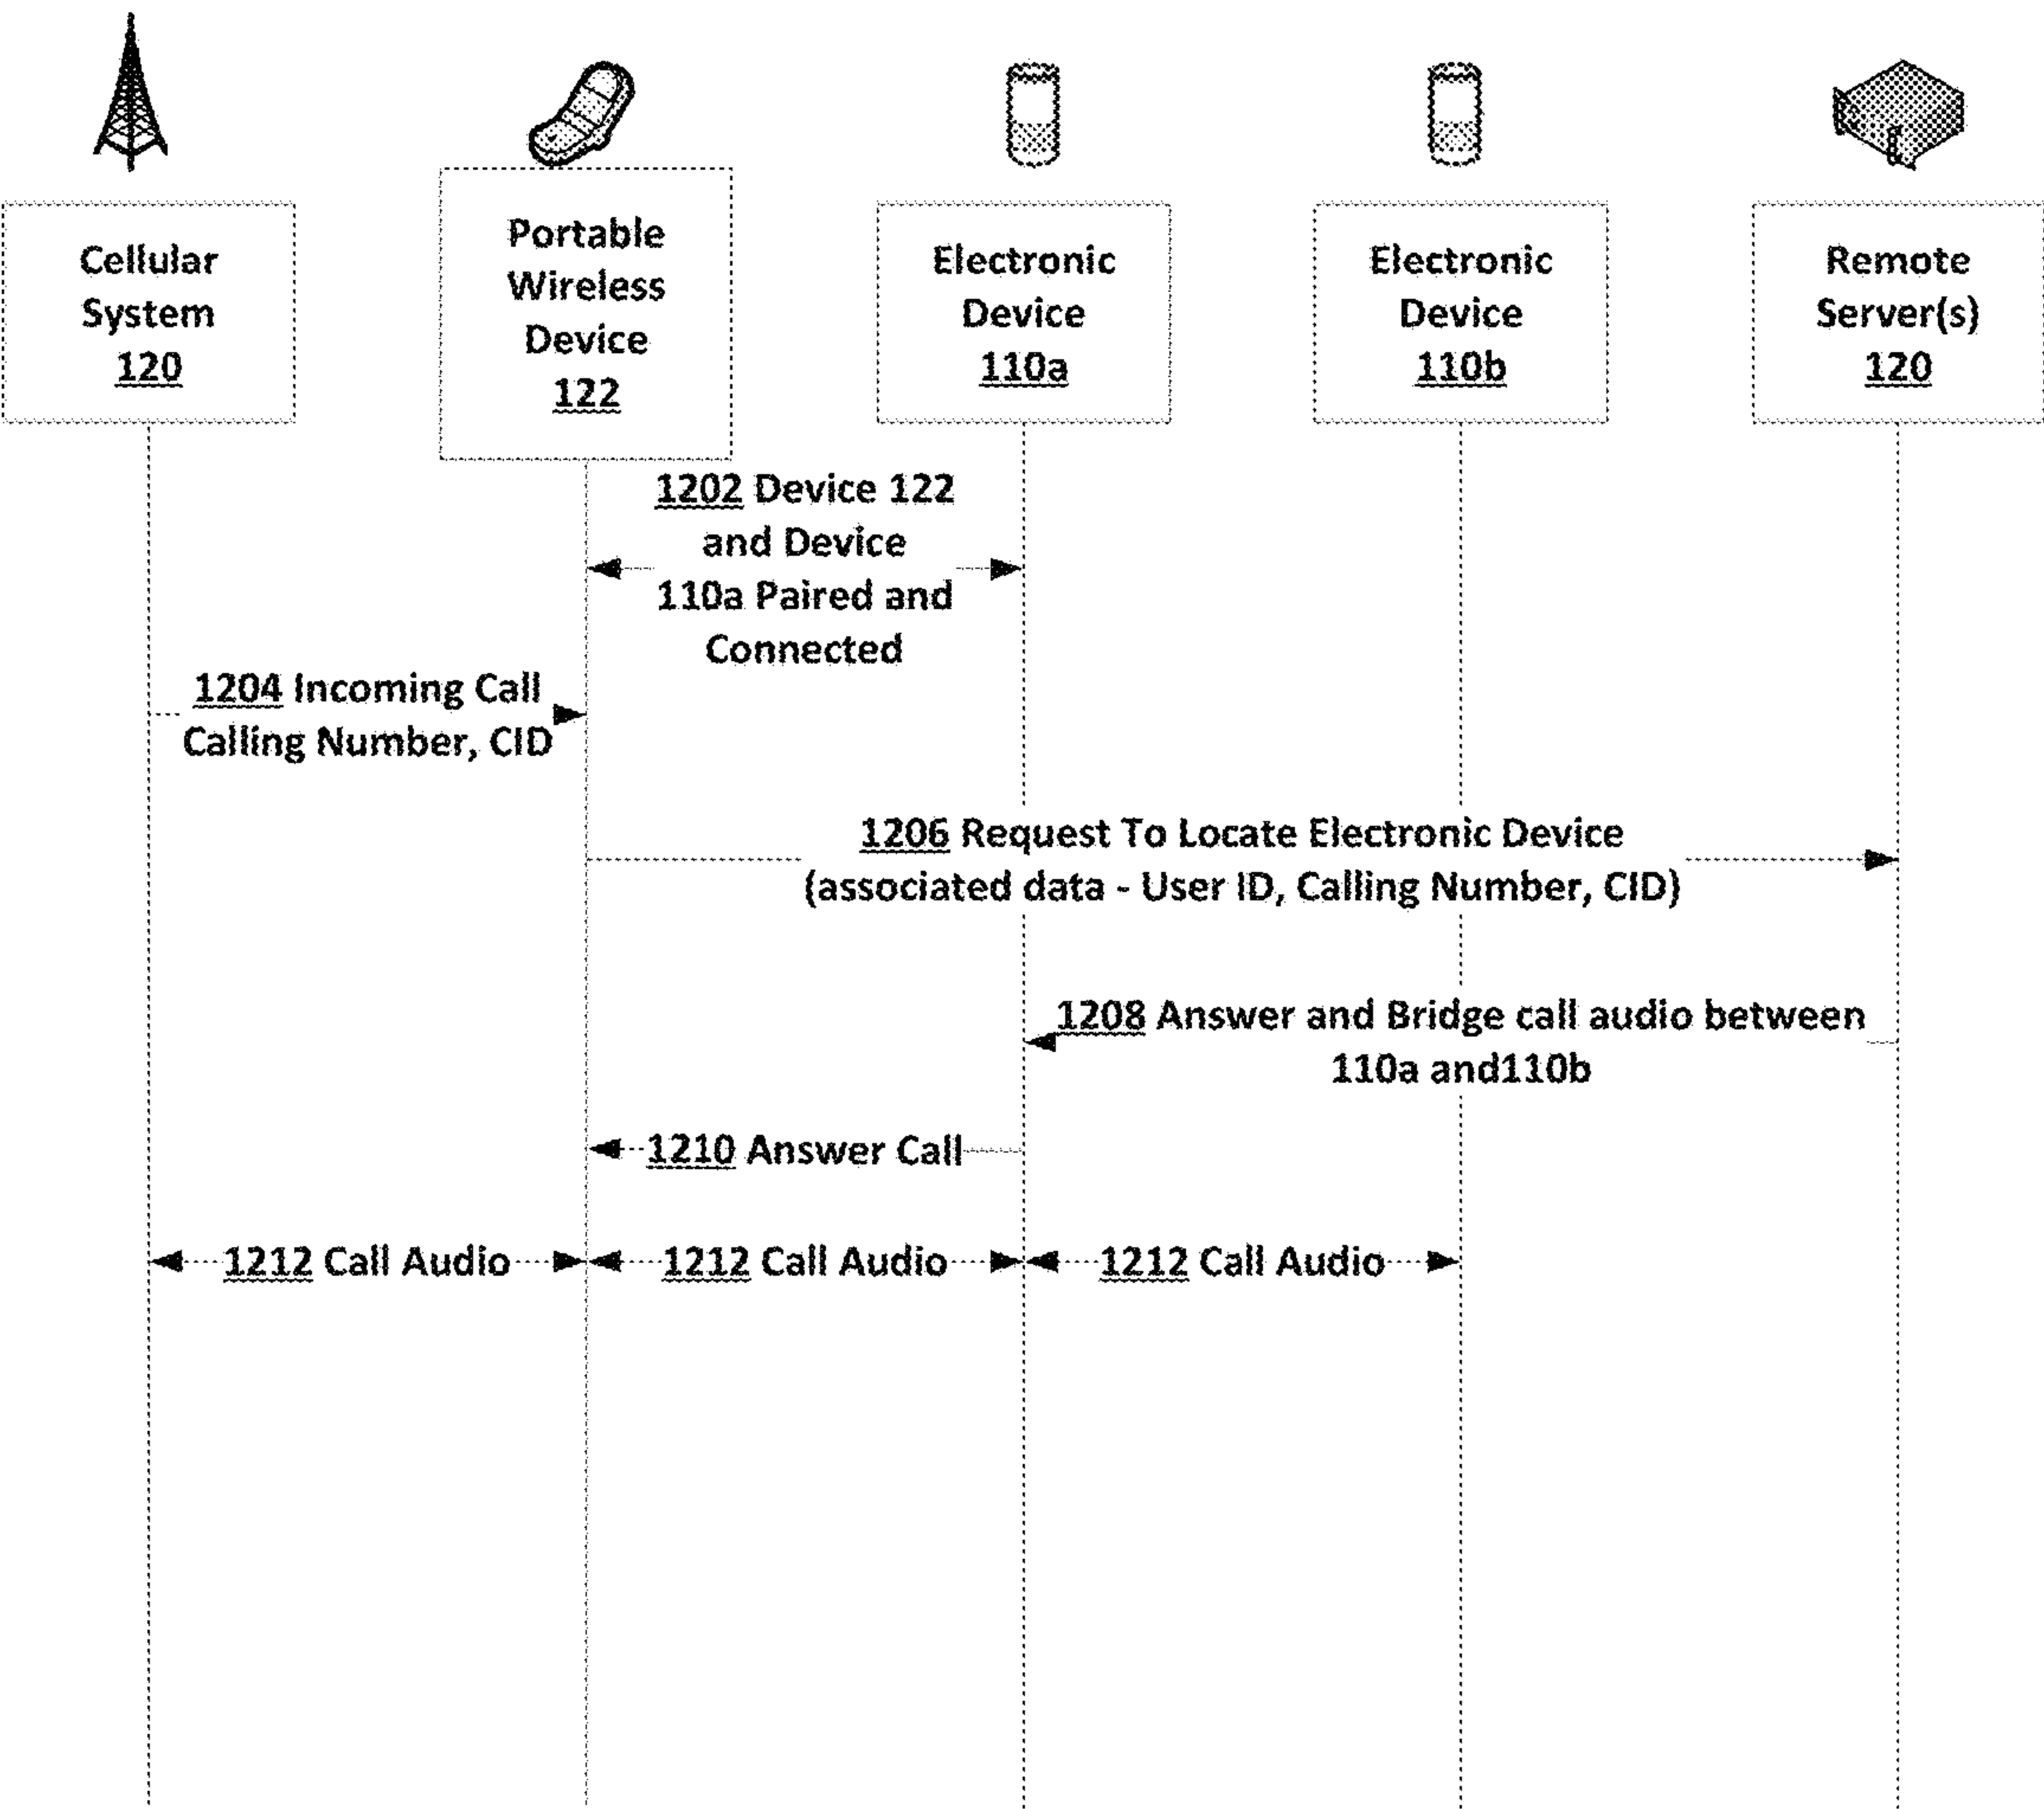 Cellular
System
120
Portable
Wireless
Device
122
Electronic
Device
110a
Electronic
Device
110b
Remote
Server(s)
120
1202 Device 122
and Device
110a Paired and
Connected
1204 Incoming Call
Calling Number, CID
1206 Request To Locate Electronic Device
(associated data - User ID, Calling Number, CID)
1208 Answer and Bridge call audio between
110a and110b
1210 Answer Call
1212 Call Audio
1212 Call Audio
1212 Call Audio